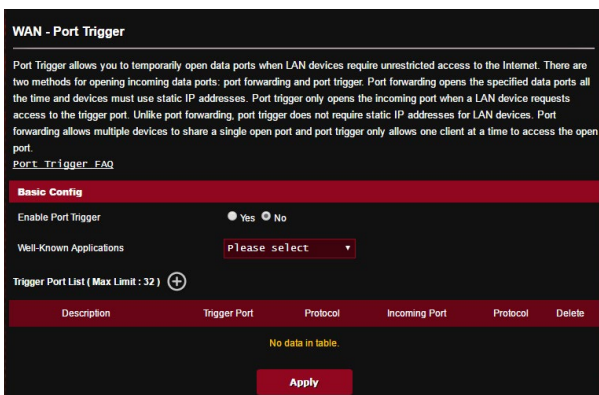 WAN - Port Trigger
Port Trigger allows you to temporarily open data ports when LAN devices require unrestricted access to the Internet. There are
two methods for opening incoming data ports: port forwarding and port trigger. Port forwarding opens the specified data ports all
the time and devices must use static IP addresses. Port trigger only opens the incoming port when a LAN device requests
access to the trigger port. Unlike port forwarding, port trigger does not require static IP addresses for LAN devices. Port
forwarding allows multiple devices to share a single open port and port trigger only allows one client at a time to access the open
port.
Port Trigger FAQ
Basic Config
Enable Port Trigger Yes No
Well-Known Applications Please select
Trigger Port List ( Max Limit : 32 )
Description Trigger Port Protocol Incoming Port Protocol Delete
No data in table.
Apply